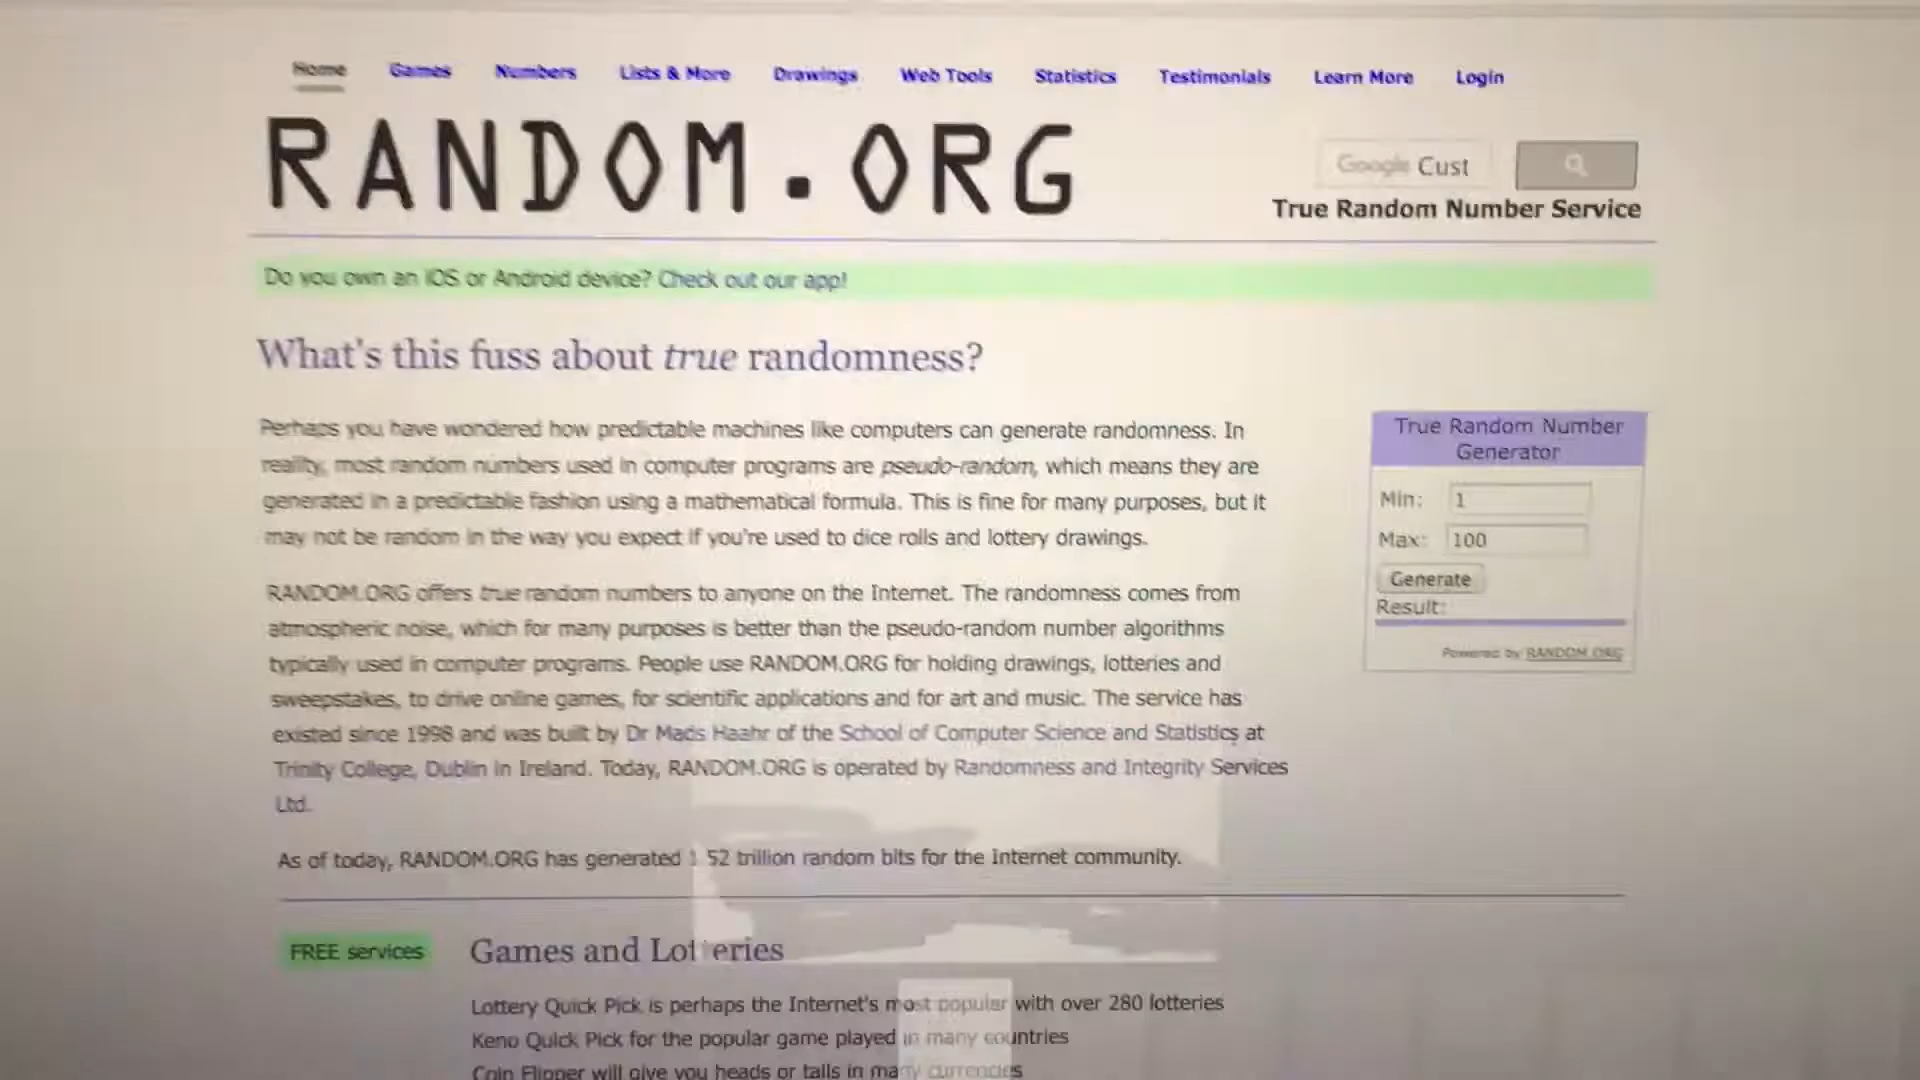 Home Games Numbers Lists & More Drawings Web Tools Statistics Testimonials Learn More Login
RANDOM.ORG
Google Cust
True Random Number Service
Do you own an iOS or Android device? Check out our app!
What's this fuss about true randomness?
Perhaps you have wondered how predictable machines like computers can generate randomness. In
reality, most random numbers used in computer programs are pseudo-random, which means they are
generated in a predictable fashion using a mathematical formula. This is fine for many purposes, but it
may not be random in the way you expect if you're used to dice rolls and lottery drawings.
RANDOM.ORG offers true random numbers to anyone on the Internet. The randomness comes from
atmospheric noise, which for many purposes is better than the pseudo-random number algorithms
typically used in computer programs. People use RANDOM.ORG for holding drawings, lotteries and
sweepstakes, to drive online games, for scientific applications and for art and music. The service has
existed since 1998 and was built by Dr Mads Haahr of the School of Computer Science and Statistics at
Trinity College, Dublin in Ireland. Today, RANDOM.ORG is operated by Randomness and Integrity Services
Ltd.
As of today, RANDOM.ORG has generated 1.52 trillion random bits for the Internet community.
True Random Number
Generator
Min: 1
Max: 100
Generate
Result:
Powered by RANDOM.ORG
FREE services
Games and Lotteries
Lottery Quick Pick is perhaps the Internet's most popular with over 280 lotteries
Keno Quick Pick for the popular game played in many countries
Coin Flipper will give you heads or tails in many currencies